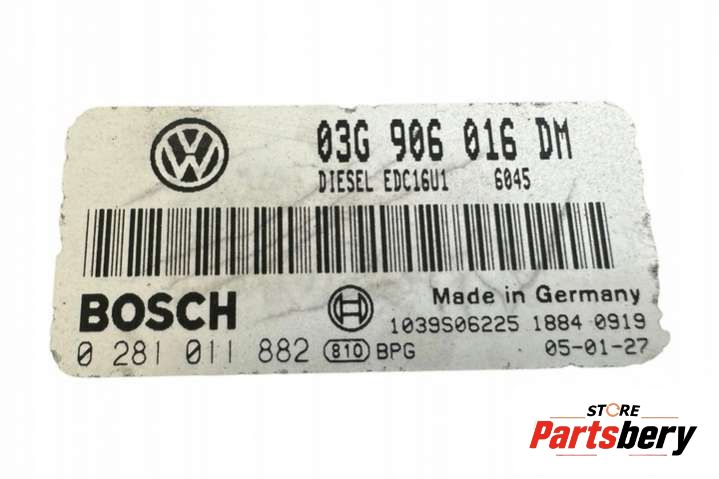 03G 906 016 DM
DIESEL EDC16U1 6045
BOSCH
Made in Germany
1039S06225 1884 0919
0 281 011 882 810 BPG 05-01-27
STORE
Partsbery